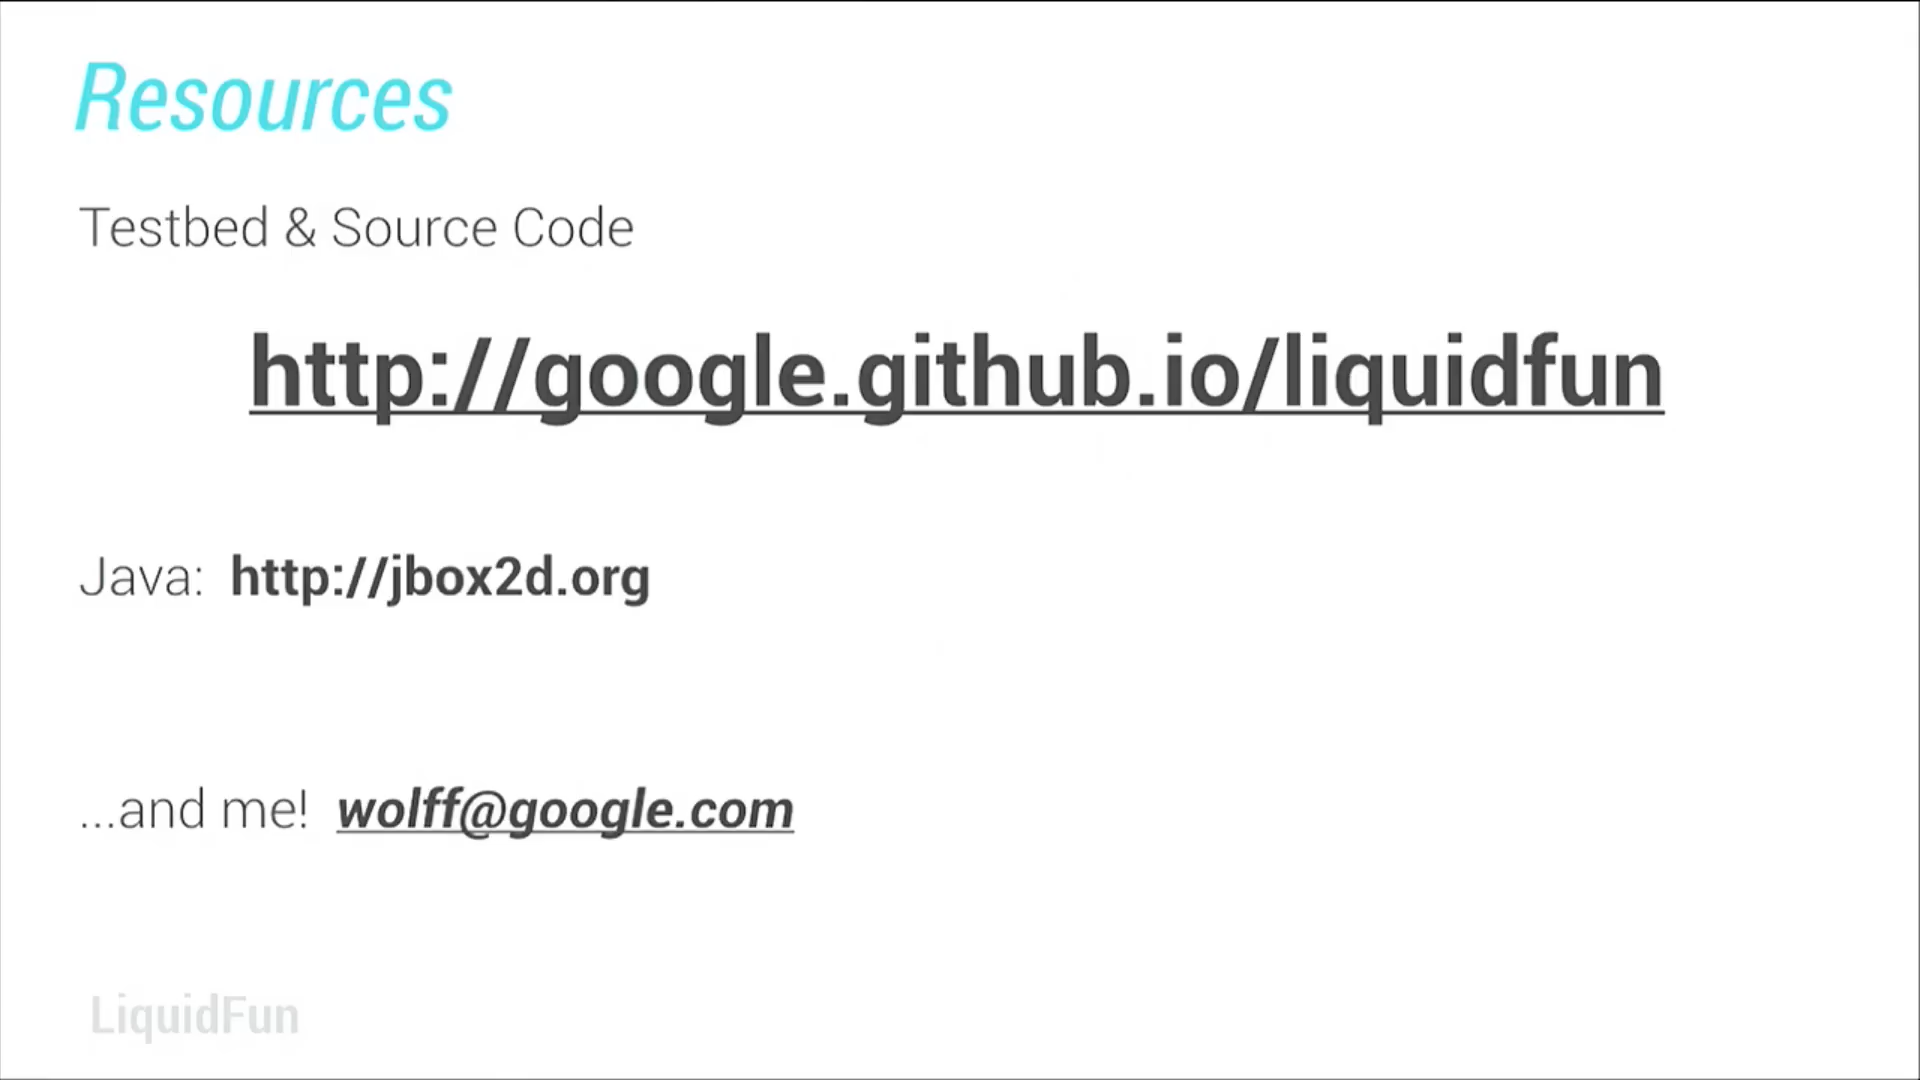 Resources
Testbed & Source Code
http://google.github.io/liquidfun
Java: http://jbox2d.org
...and me! wolff@google.com
LiquidFun